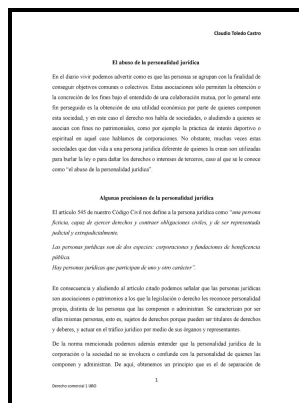 Claudio Toledo Castro
El abuso de la personalidad jurídica
En el diario vivir podemos advertir como es que las personas se agrupan con la finalidad de
conseguir objetivos comunes o colectivos. Estas asociaciones sólo permiten la obtención o
la concreción de los fines bajo el entendido de una colaboración mutua, por lo general este
fin perseguido es la obtención de una utilidad económica por parte de quienes componen
esta sociedad, y en este caso el derecho nos habla de sociedades, o aludiendo a quienes se
asocian con fines no patrimoniales, como por ejemplo la práctica de interés deportivo o
espiritual en aquel caso hablamos de corporaciones. No obstante, muchas veces estas
sociedades que dan vida a una persona jurídica diferente de quienes la crean son utilizadas
para burlar la ley o para dañar los derechos o intereses de terceros, caso al que se le conoce
como "el abuso de la personalidad jurídica".
Algunas precisiones de la personalidad jurídica
El artículo 545 de nuestro Código Civil nos define a la persona jurídica como "una persona
ficticia, capaz de ejercer derechos y contraer obligaciones civiles, y de ser representada
judicial y extrajudicialmente.
Las personas jurídicas son de dos especies: corporaciones y fundaciones de beneficencia
pública.
Hay personas jurídicas que participan de uno y otro carácter".
En consecuencia y aludiendo al artículo citado podemos señalar que las personas jurídicas
son asociaciones o patrimonios a los que la legislación o derecho les reconoce personalidad
propia, distinta de las personas que las componen o administran. Se caracterizan por ser
ellas mismas personas, esto es, sujetos de derechos porque pueden ser titulares de derechos
y deberes, y actuar en el tráfico jurídico por medio de sus órganos y representantes.
De la norma mencionada podemos además entender que la personalidad jurídica de la
corporación o la sociedad no se involucra o confunde con la personalidad de quienes las
componen y administran. De aquí, obtenemos un principio que es el de separación de
1
Derecho comercial | UBO